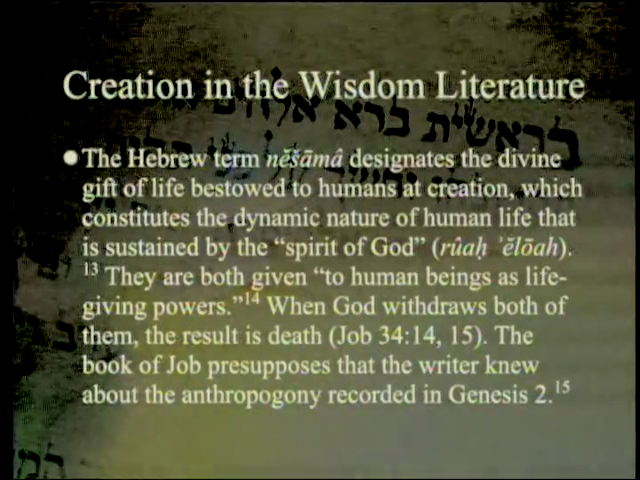 Creation in the Wisdom Literature
בראשית ברא אלהים
• The Hebrew term nĕšāmâ designates the divine
gift of life bestowed to humans at creation, which
constitutes the dynamic nature of human life that
is sustained by the “spirit of God” (rûaḥ ʾĕlōah).
13 They are both given “to human beings as life-
giving powers.”14 When God withdraws both of
them, the result is death (Job 34:14, 15). The
book of Job presupposes that the writer knew
about the anthropogony recorded in Genesis 2.15